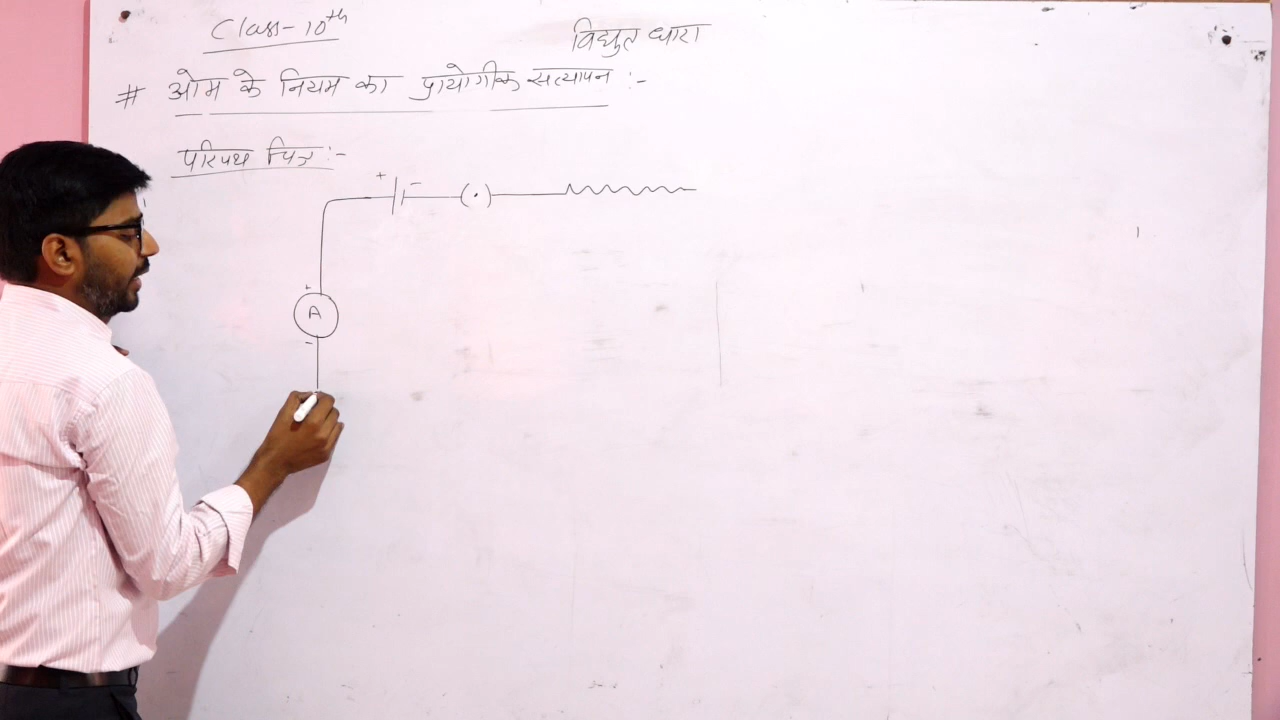 Class-10th
विद्युत धारा
# ओम के नियम का प्रायोगीक सत्यापन :-
परिपथ चित्र:-
+ -
+
A
-